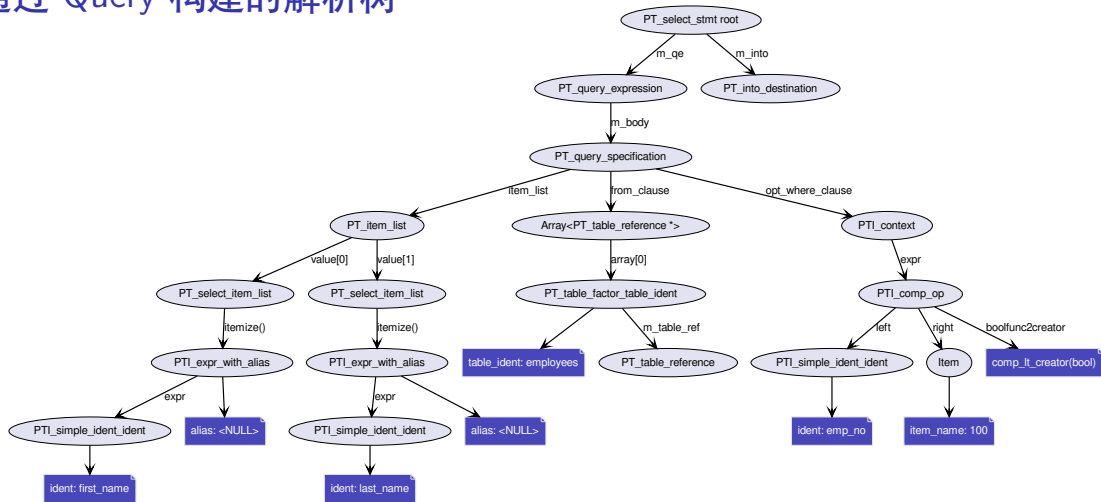 通过 Query 构建的解析树
PT_select_stmt root
m_qe
m_into
PT_query_expression
PT_into_destination
m_body
PT_query_specification
item_list
from_clause
opt_where_clause
PT_item_list
Array<PT_table_reference *>
PTI_context
value[0]
value[1]
array[0]
expr
PT_select_item_list
PT_select_item_list
PT_table_factor_table_ident
PTI_comp_op
itemize()
itemize()
m_table_ref
left
right
boolfunc2creator
PTI_expr_with_alias
PTI_expr_with_alias
table_ident: employees
PT_table_reference
PTI_simple_ident_ident
Item
comp_lt_creator(bool)
expr
expr
PTI_simple_ident_ident
alias: <NULL>
PTI_simple_ident_ident
alias: <NULL>
ident: emp_no
item_name: 100
ident: first_name
ident: last_name